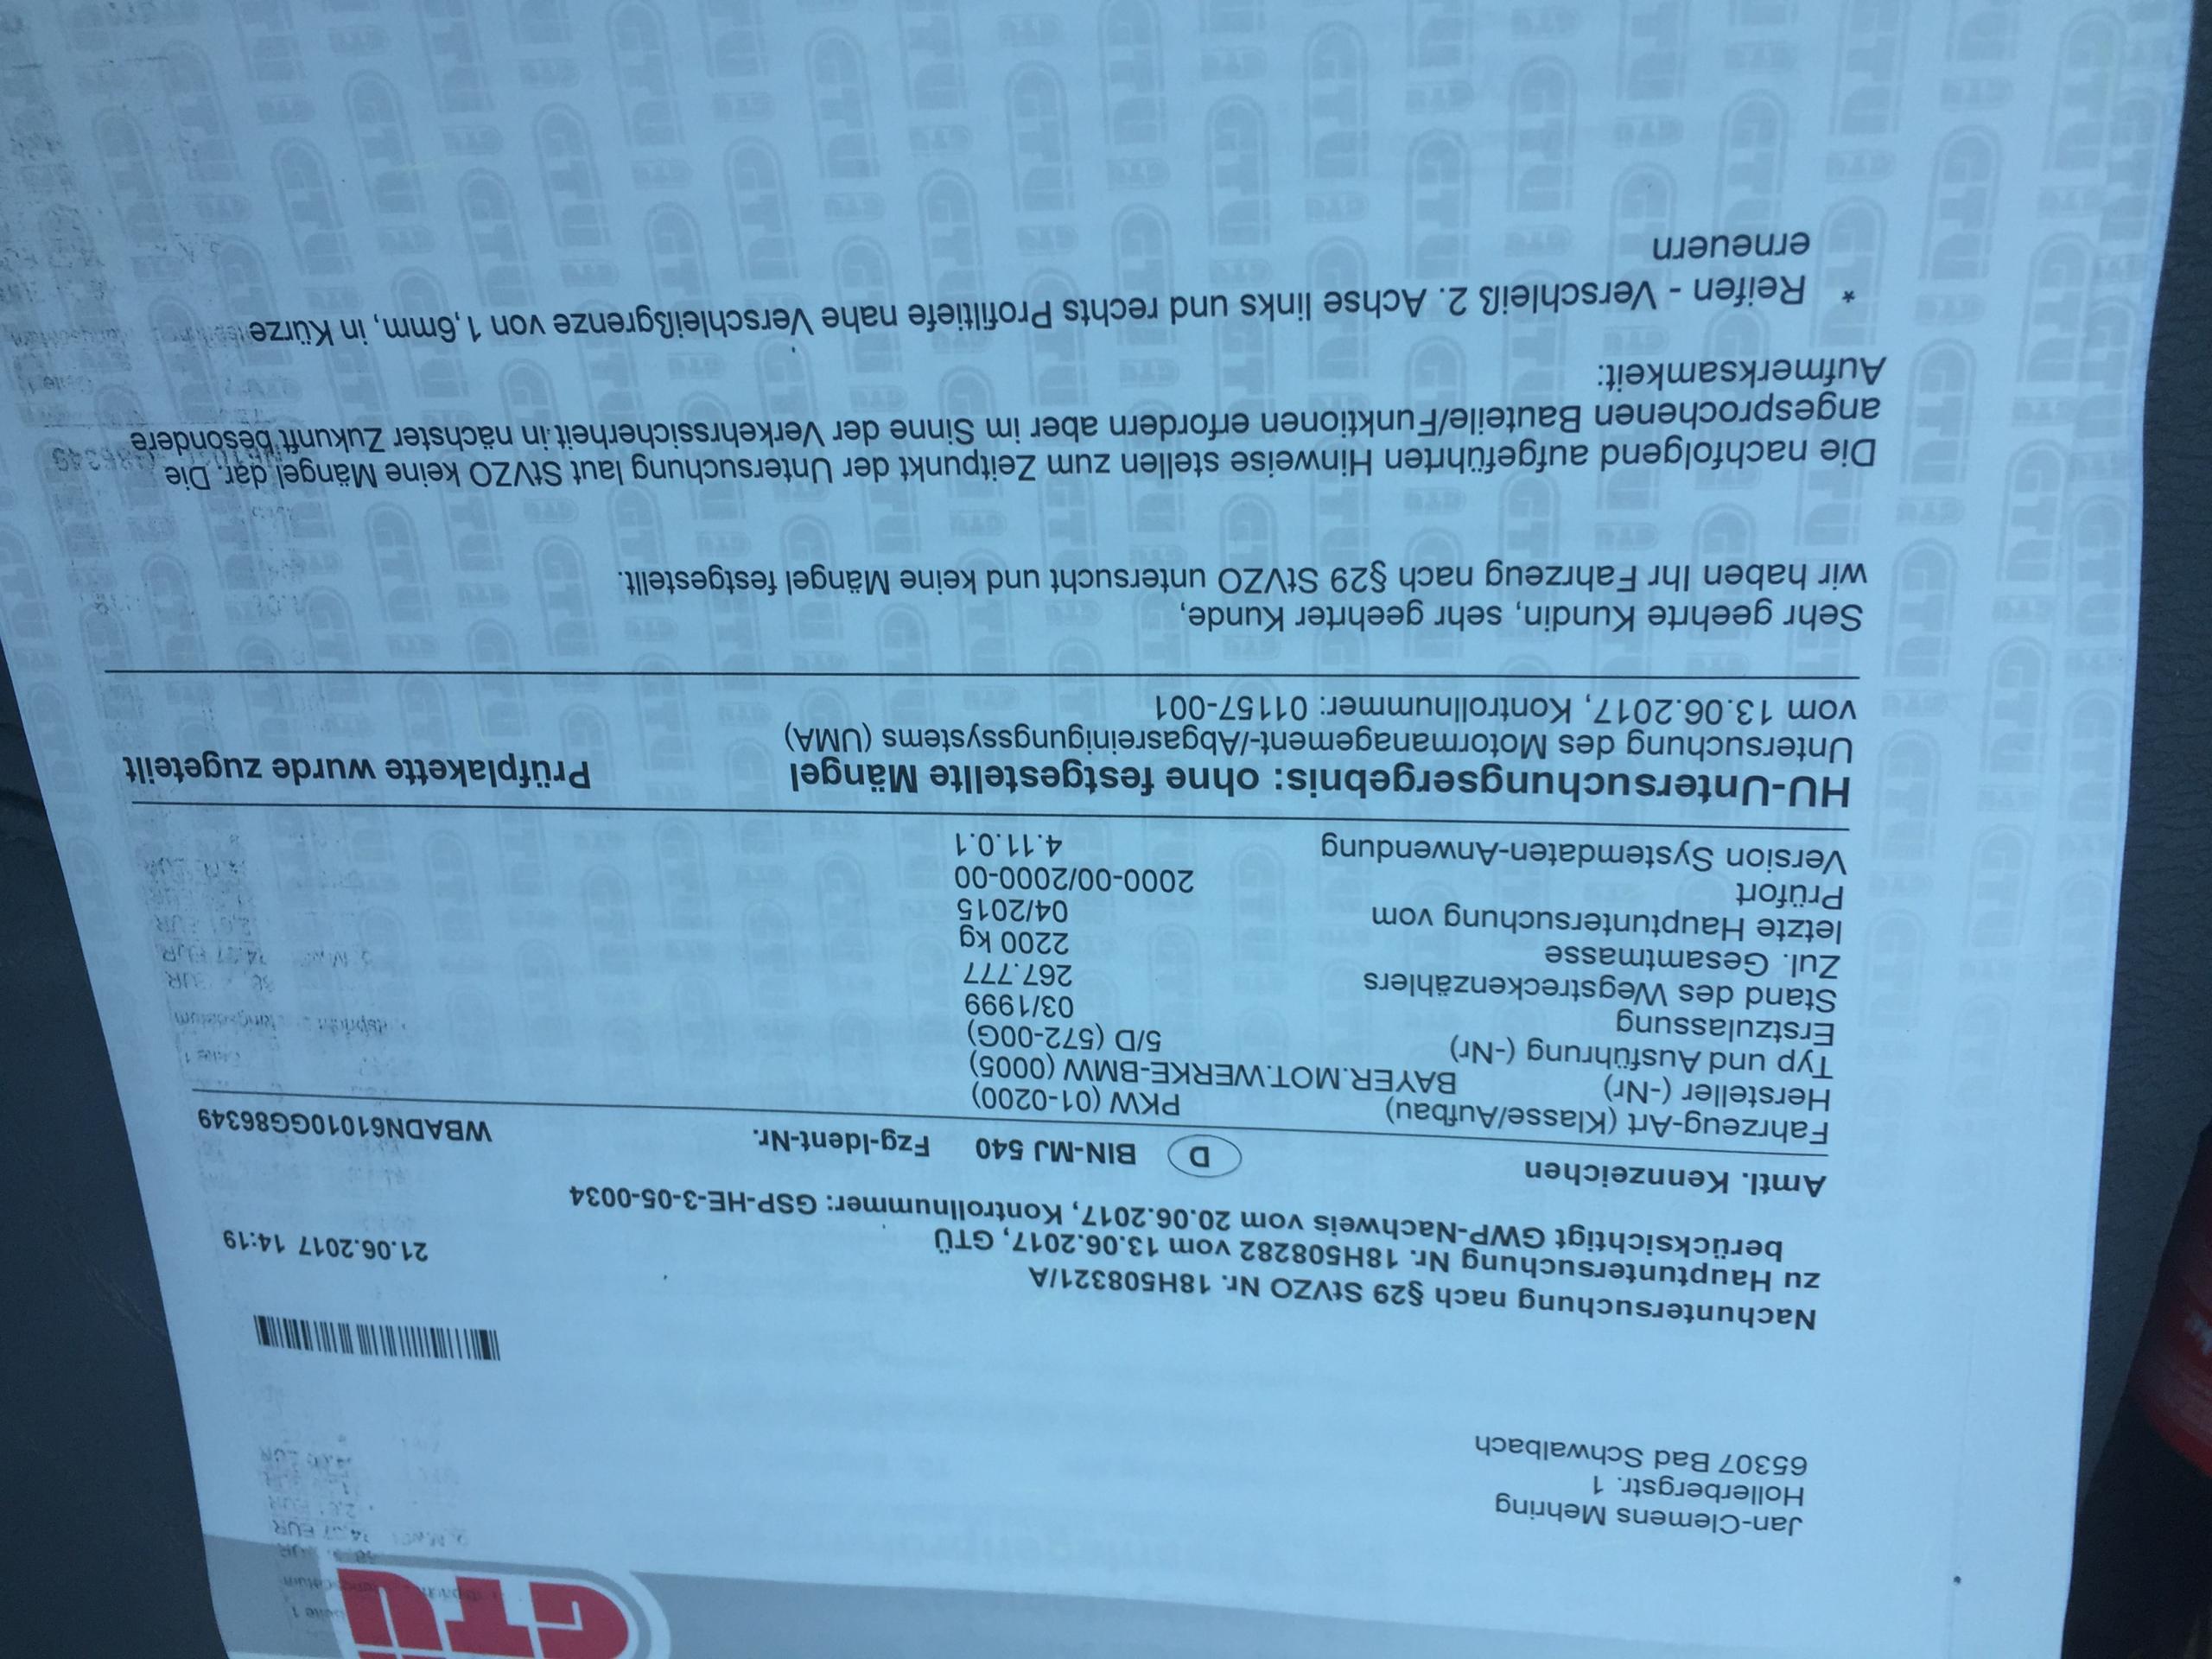 GTÜ
Jan-Clemens Mehring
Hollerbergstr. 1
65307 Bad Schwalbach
Nachuntersuchung nach §29 StVZO Nr. 18H508321/A
zu Hauptuntersuchung Nr. 18H508282 vom 13.06.2017, GTÜ 21.06.2017 14:19
berücksichtigt GWP-Nachweis vom 20.06.2017, Kontrollnummer: GSP-HE-3-05-0034
Amtl. Kennzeichen D BIN-MJ 540 Fzg-Ident-Nr. WBADN61010GG86349
Fahrzeug-Art (Klasse/Aufbau) PKW (01-0200)
Hersteller (-Nr) BAYER.MOT.WERKE-BMW (0005)
Typ und Ausführung (-Nr) 5/D (572-00G)
Erstzulassung 03/1999
Stand des Wegstreckenzählers 267.777
Zul. Gesamtmasse 2200 kg
letzte Hauptuntersuchung vom 04/2015
Prüfort 2000-00/2000-00
Version Systemdaten-Anwendung 4.11.0.1
HU-Untersuchungsergebnis: ohne festgestellte Mängel Prüfplakette wurde zugeteilt
Untersuchung des Motormanagement-/Abgasreinigungssystems (UMA)
vom 13.06.2017, Kontrollnummer: 01157-001
Sehr geehrte Kundin, sehr geehrter Kunde,
wir haben Ihr Fahrzeug nach §29 StVZO untersucht und keine Mängel festgestellt.
Die nachfolgend aufgeführten Hinweise stellen zum Zeitpunkt der Untersuchung laut StVZO keine Mängel dar. Die
angesprochenen Bauteile/Funktionen erfordern aber im Sinne der Verkehrssicherheit in nächster Zukunft besondere
Aufmerksamkeit:
* Reifen - Verschleiß 2. Achse links und rechts Profiltiefe nahe Verschleißgrenze von 1,6mm, in Kürze
erneuern